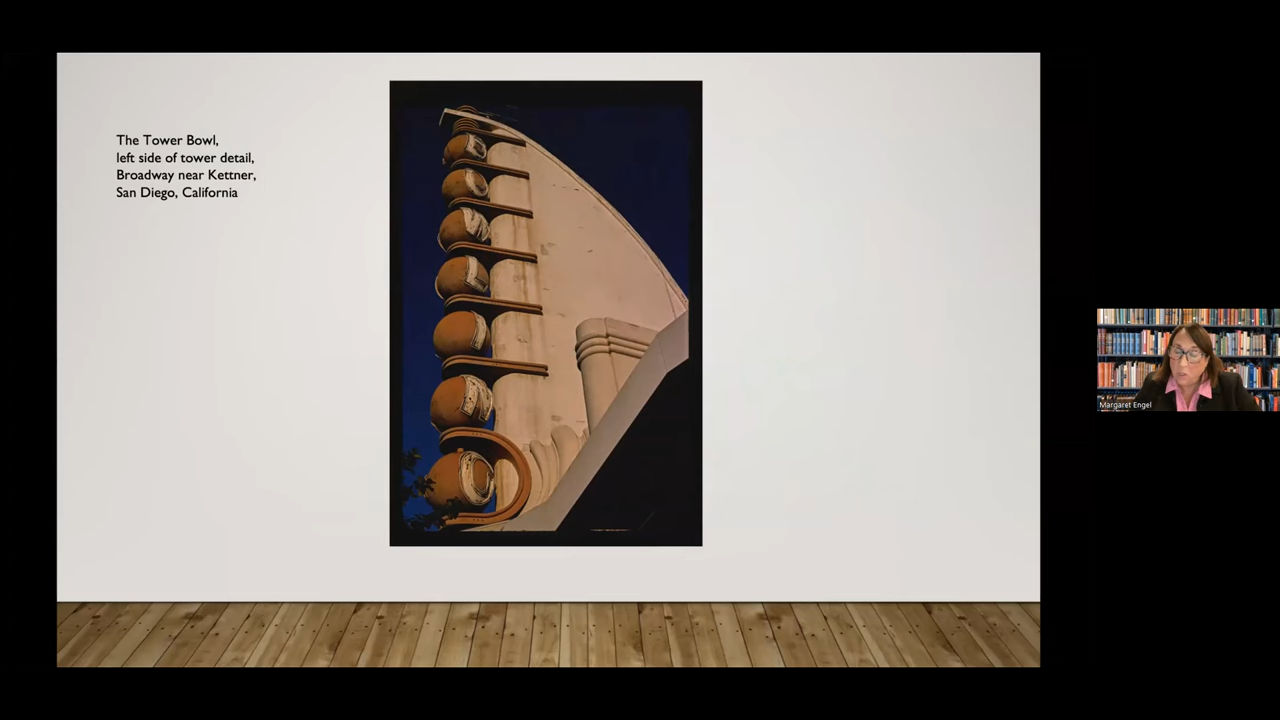 The Tower Bowl,
left side of tower detail,
Broadway near Kettner,
San Diego, California
Margaret Engel